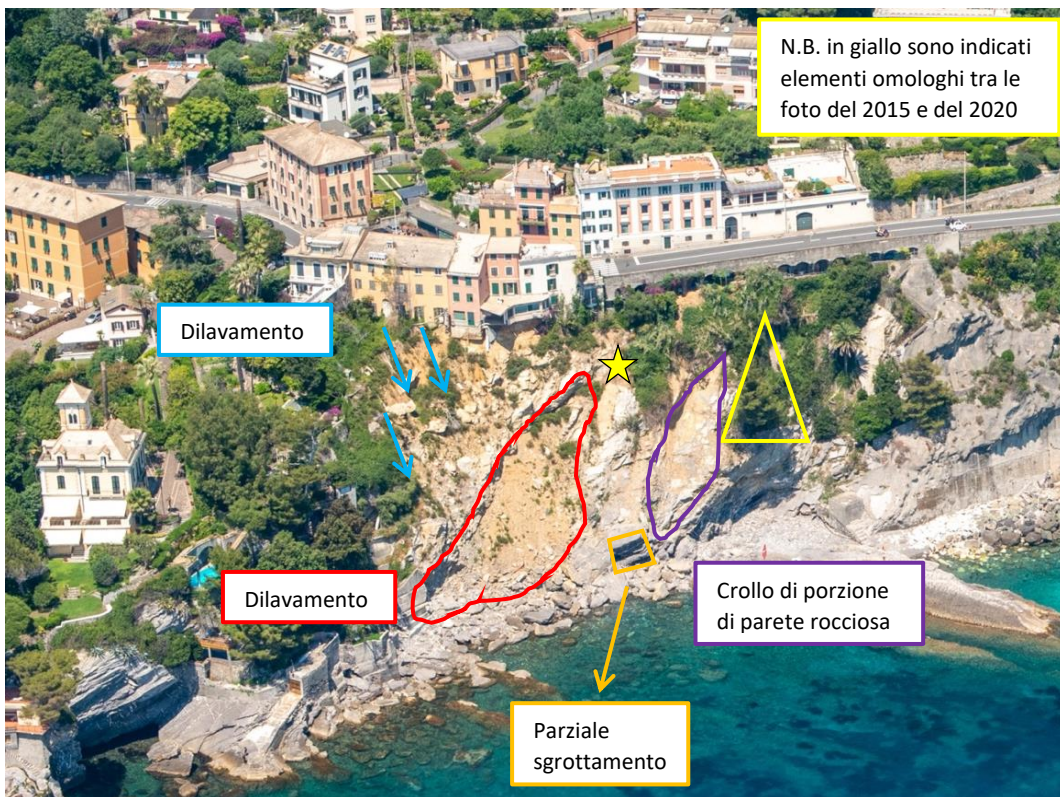 N.B. in giallo sono indicati
elementi omologhi tra le
foto del 2015 e del 2020
Dilavamento
Dilavamento
Crollo di porzione
di parete rocciosa
Parziale
sgrottamento